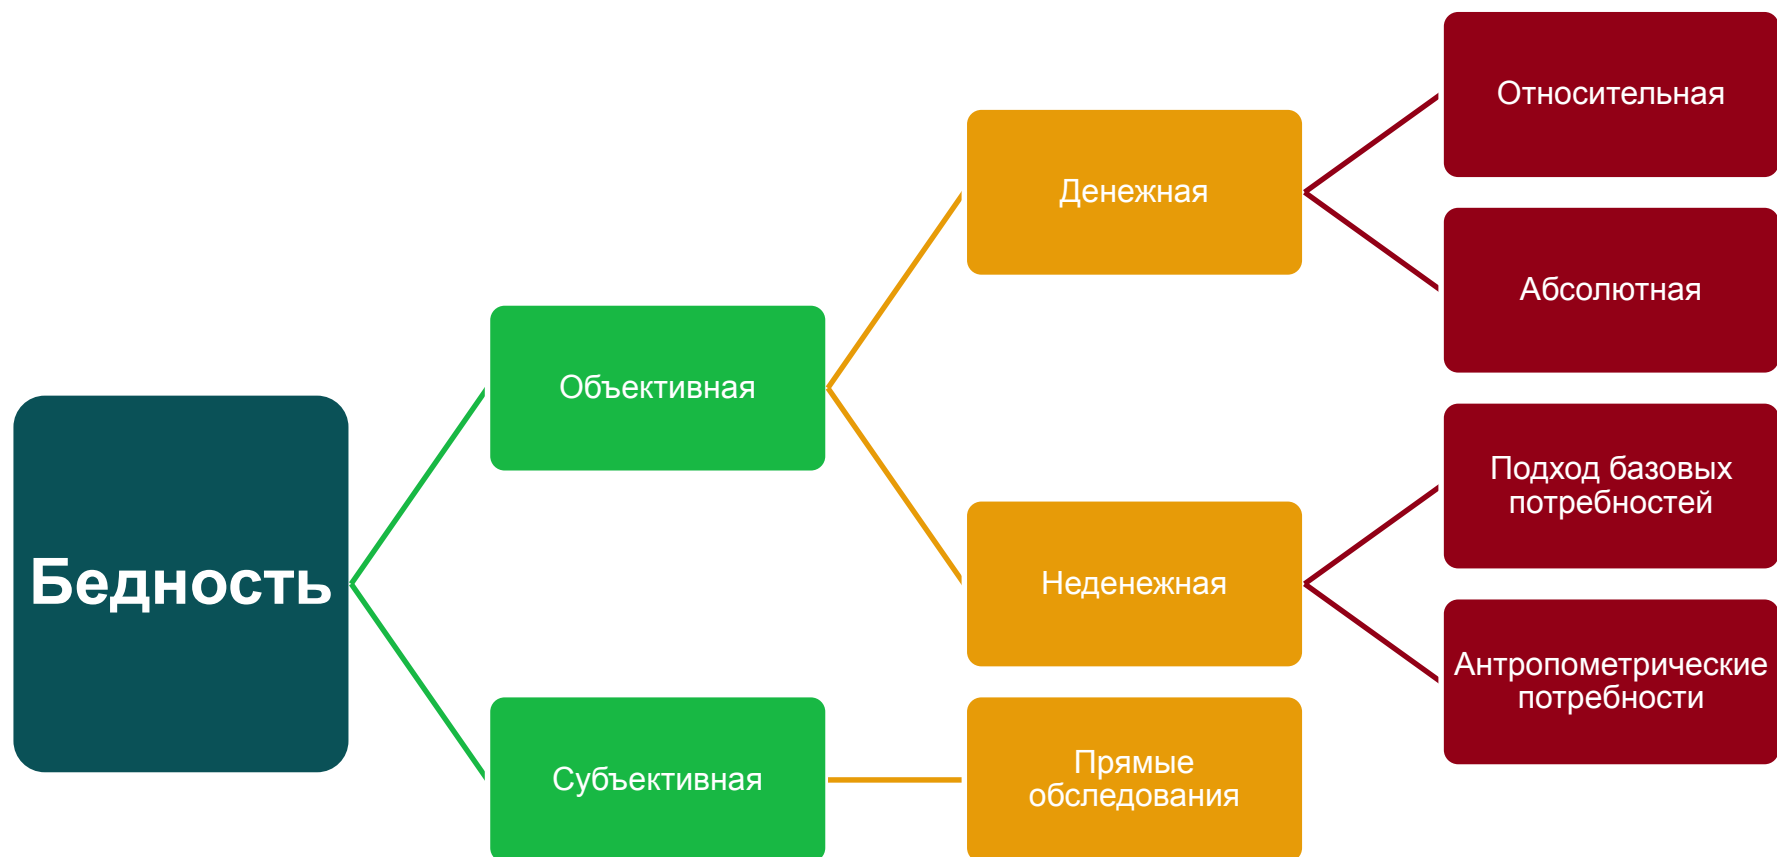 Бедность
Объективная
Субъективная
Денежная
Неденежная
Прямые
обследования
Относительная
Абсолютная
Подход базовых
потребностей
Антропометрические
потребности